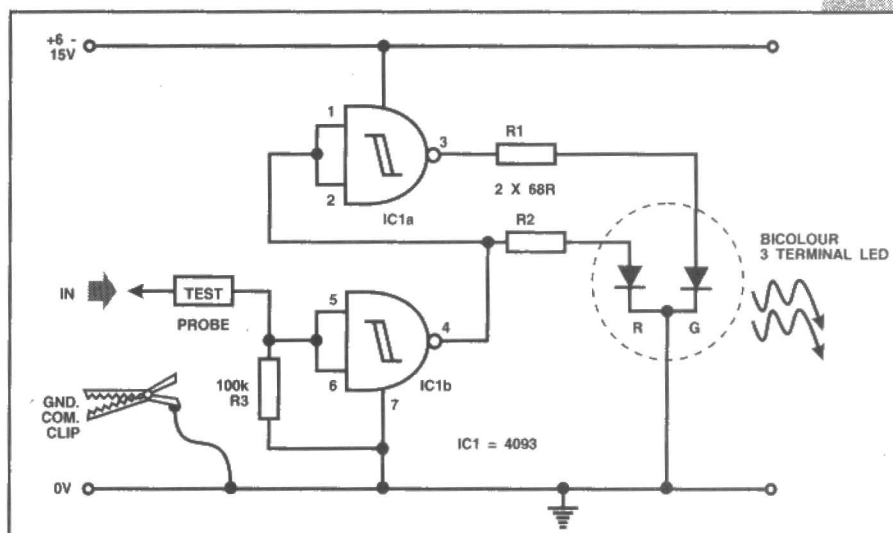 +6 -
15V
1
2
3
IC1a
R1
2 X 68R
R2
BICOLOUR
3 TERMINAL LED
R
G
IN
TEST
PROBE
5
6
4
IC1b
7
100k
R3
GND.
COM.
CLIP
IC1 = 4093
0V